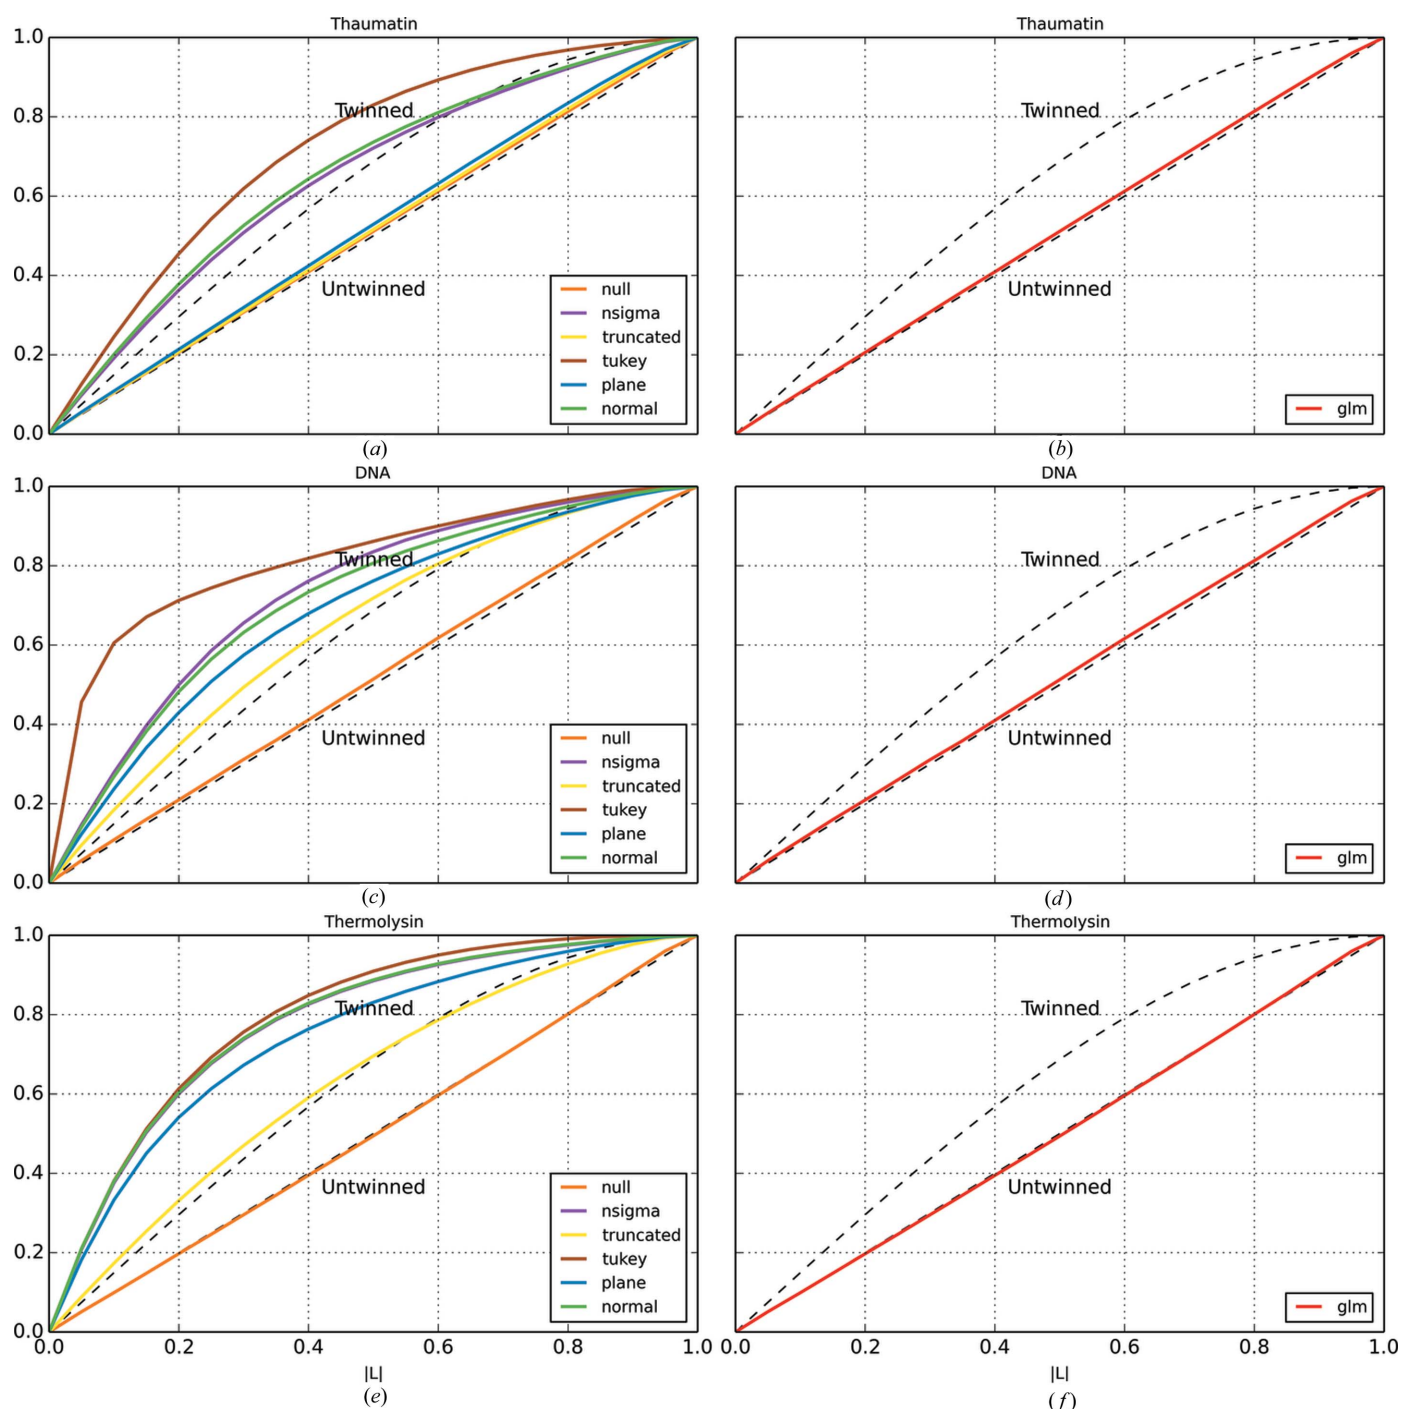 Thaumatin
1.0
0.8
0.6
0.4
0.2
0.0
Twinned
Untwinned
null
nsigma
truncated
tukey
plane
normal
(a)
Thaumatin
Twinned
Untwinned
glm
(b)
DNA
1.0
0.8
0.6
0.4
0.2
0.0
Twinned
Untwinned
null
nsigma
truncated
tukey
plane
normal
(c)
DNA
Twinned
Untwinned
glm
(d)
Thermolysin
1.0
0.8
0.6
0.4
0.2
0.0
Twinned
Untwinned
null
nsigma
truncated
tukey
plane
normal
0.0 0.2 0.4 0.6 0.8 1.0
|L|
(e)
Thermolysin
Twinned
Untwinned
glm
0.0 0.2 0.4 0.6 0.8 1.0
|L|
(f)